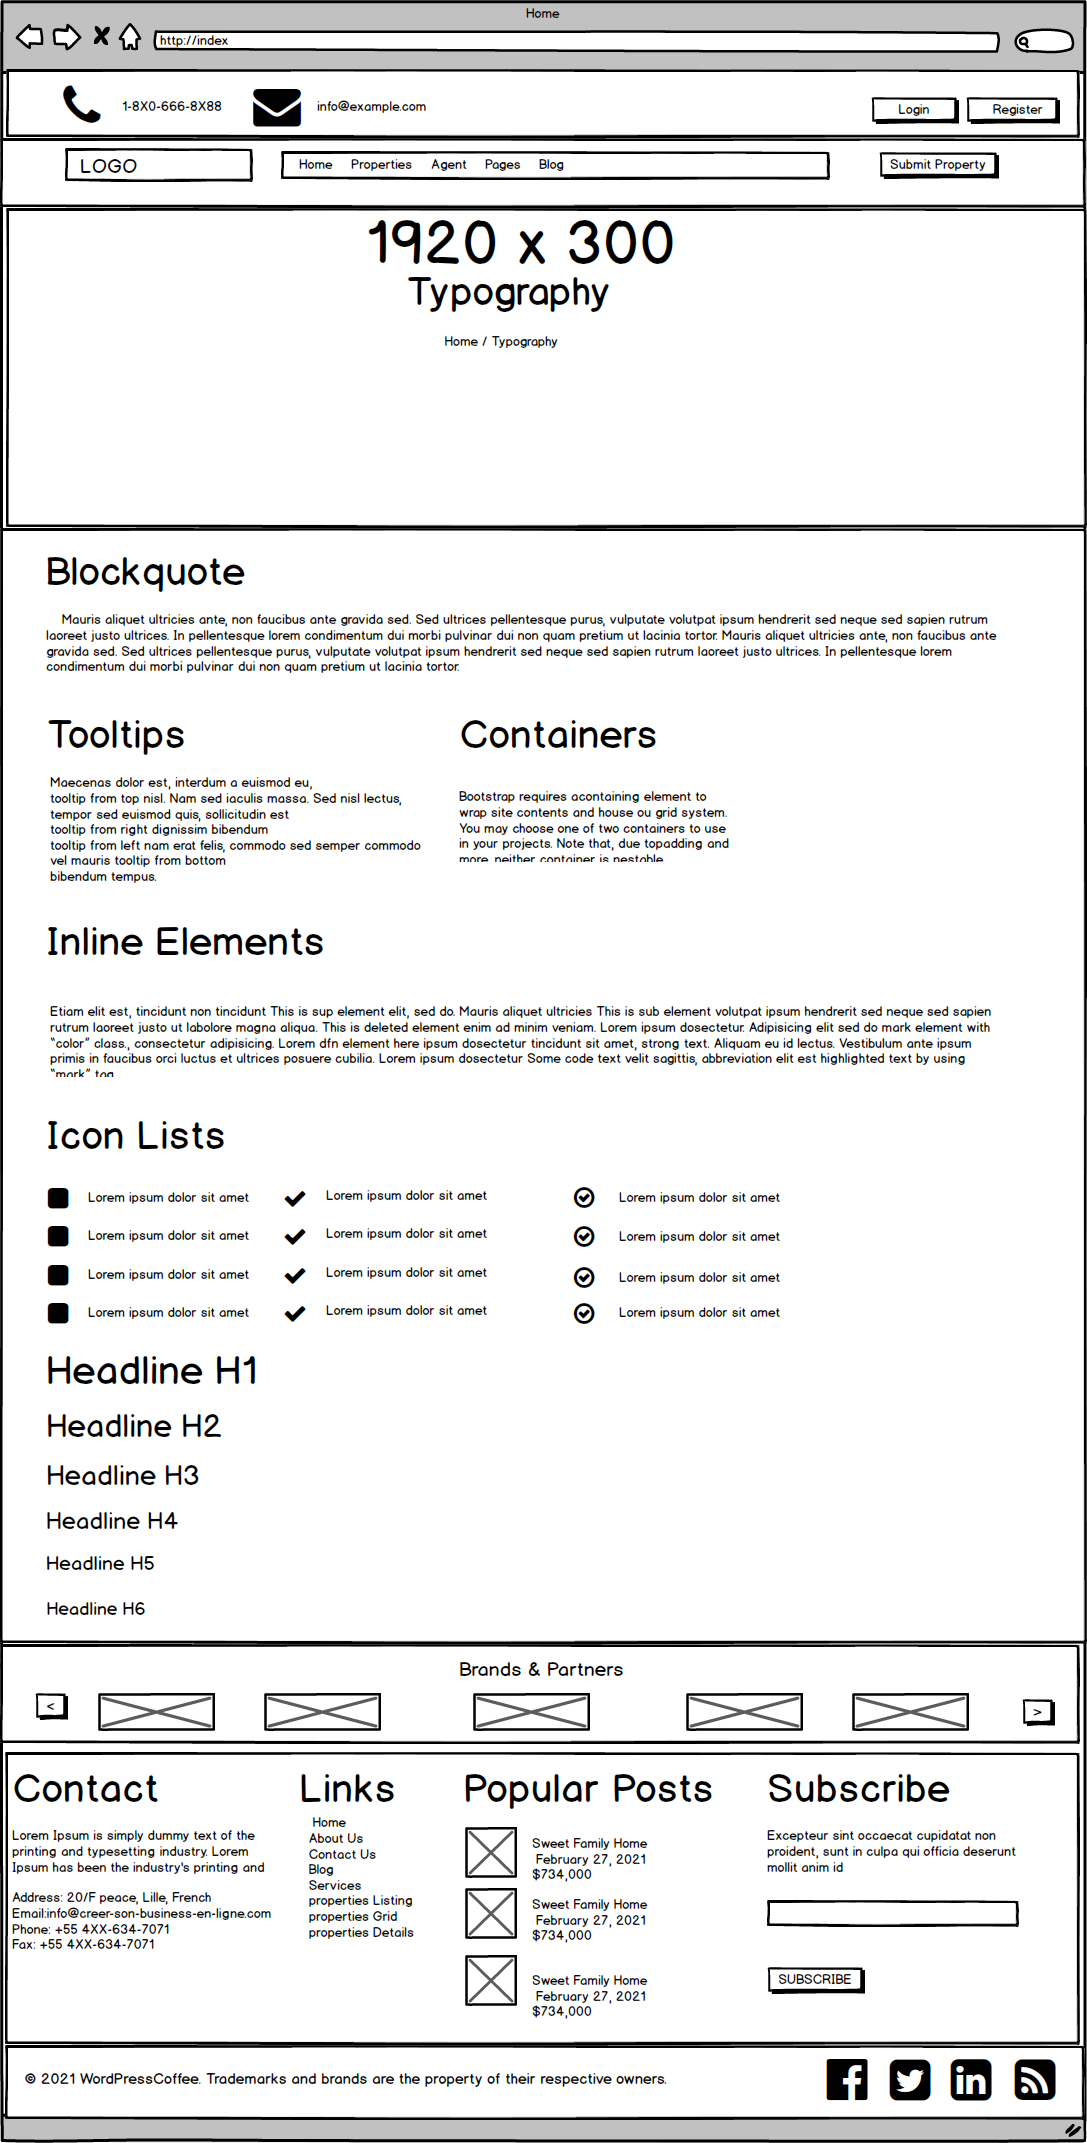 Home
http://index
1-8X0-666-8X88
info@example.com
Login
Register
LOGO
Home Properties Agent Pages Blog
Submit Property
1920 x 300
Typography
Home / Typography
Blockquote
Mauris aliquet ultricies ante, non faucibus ante gravida sed. Sed ultrices pellentesque purus, vulputate volutpat ipsum hendrerit sed neque sed sapien rutrum
laoreet justo ultrices. In pellentesque lorem condimentum dui morbi pulvinar dui non quam pretium ut lacinia tortor. Mauris aliquet ultricies ante, non faucibus ante
gravida sed. Sed ultrices pellentesque purus, vulputate volutpat ipsum hendrerit sed neque sed sapien rutrum laoreet justo ultrices. In pellentesque lorem
condimentum dui morbi pulvinar dui non quam pretium ut lacinia tortor.
Tooltips
Maecenas dolor est, interdum a euismod eu,
tooltip from top nisl. Nam sed iaculis massa. Sed nisl lectus,
tempor sed euismod quis, sollicitudin est
tooltip from right dignissim bibendum
tooltip from left nam erat felis, commodo sed semper commodo
vel mauris tooltip from bottom
bibendum tempus.
Containers
Bootstrap requires acontaining element to
wrap site contents and house ou grid system.
You may choose one of two containers to use
in your projects. Note that, due topadding and
more, neither container is nestable
Inline Elements
Etiam elit est, tincidunt non tincidunt This is sup element elit, sed do. Mauris aliquet ultricies This is sub element volutpat ipsum hendrerit sed neque sed sapien
rutrum laoreet justo ut labolore magna aliqua. This is deleted element enim ad minim veniam. Lorem ipsum dosectetur. Adipisicing elit sed do mark element with
"color" class., consectetur adipisicing. Lorem dfn element here ipsum dosectetur tincidunt sit amet, strong text. Aliquam eu id lectus. Vestibulum ante ipsum
primis in faucibus orci luctus et ultrices posuere cubilia. Lorem ipsum dosectetur Some code text velit sagittis, abbreviation elit est highlighted text by using
"mark" tag
Icon Lists
Lorem ipsum dolor sit amet
Lorem ipsum dolor sit amet
Lorem ipsum dolor sit amet
Lorem ipsum dolor sit amet
Lorem ipsum dolor sit amet
Lorem ipsum dolor sit amet
Lorem ipsum dolor sit amet
Lorem ipsum dolor sit amet
Lorem ipsum dolor sit amet
Lorem ipsum dolor sit amet
Lorem ipsum dolor sit amet
Lorem ipsum dolor sit amet
Headline H1
Headline H2
Headline H3
Headline H4
Headline H5
Headline H6
Brands & Partners
<
>
Contact
Lorem Ipsum is simply dummy text of the
printing and typesetting industry. Lorem
Ipsum has been the industry's printing and
Address: 20/F peace, Lille, French
Email:info@creer-son-business-en-ligne.com
Phone: +55 4XX-634-7071
Fax: +55 4XX-634-7071
Links
Home
About Us
Contact Us
Blog
Services
properties Listing
properties Grid
properties Details
Popular Posts
Sweet Family Home
February 27, 2021
$734,000
Sweet Family Home
February 27, 2021
$734,000
Sweet Family Home
February 27, 2021
$734,000
Subscribe
Excepteur sint occaecat cupidatat non
proident, sunt in culpa qui officia deserunt
mollit anim id
SUBSCRIBE
© 2021 WordPressCoffee. Trademarks and brands are the property of their respective owners.